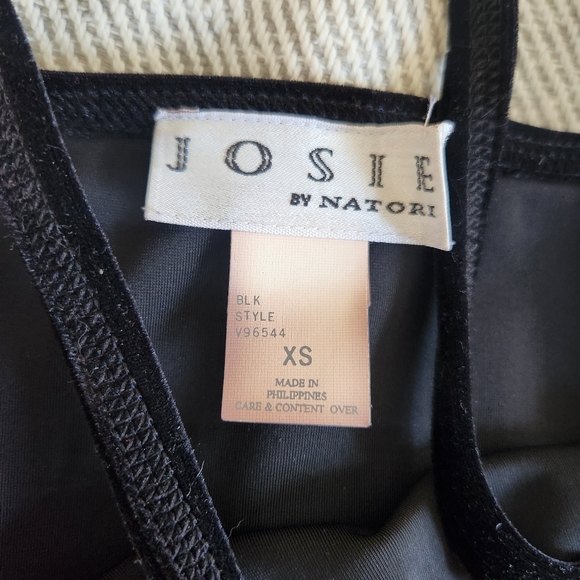 JOSIE
BY NATORI
BLK
STYLE
V96544
XS
MADE IN
PHILIPPINES
CARE & CONTENT OVER